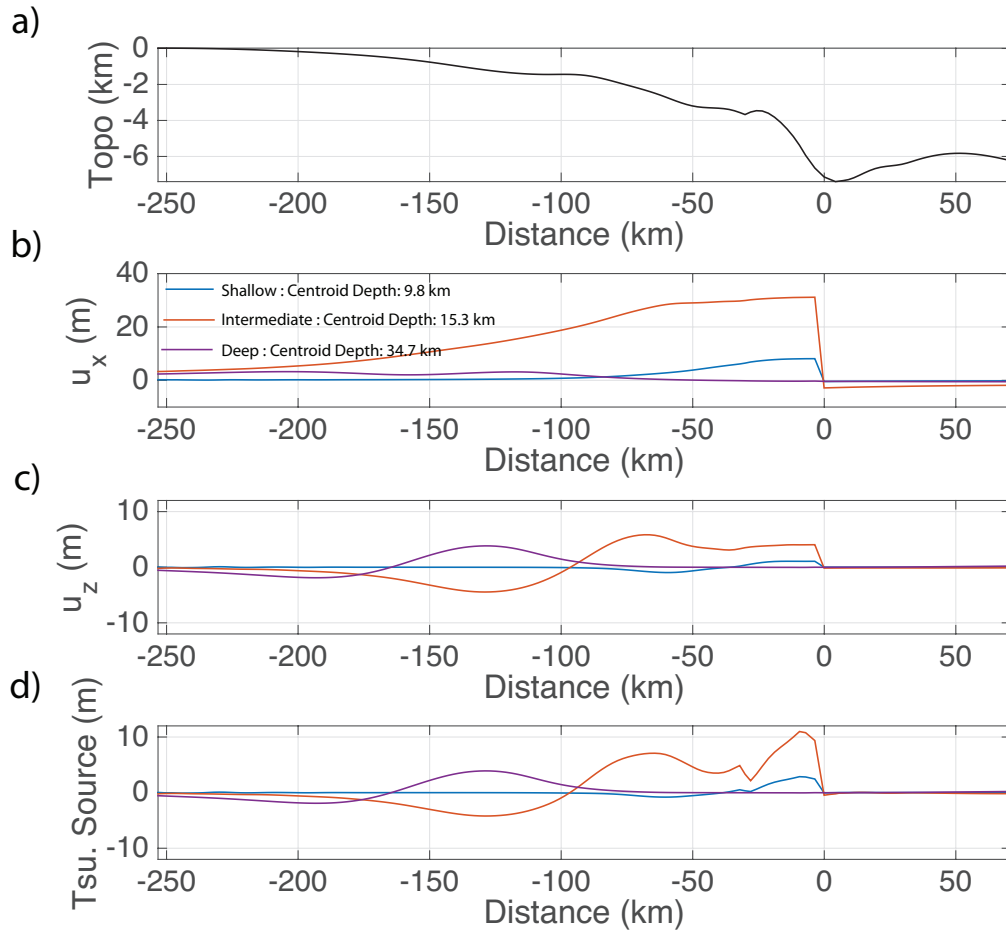 a)
0
-2
-4
-6
Topo (km)
-250 -200 -150 -100 -50 0 50
Distance (km)
b)
40
20
0
u_x (m)
Shallow : Centroid Depth: 9.8 km
Intermediate : Centroid Depth: 15.3 km
Deep : Centroid Depth: 34.7 km
-250 -200 -150 -100 -50 0 50
Distance (km)
c)
10
0
-10
u_z (m)
-250 -200 -150 -100 -50 0 50
Distance (km)
d)
10
0
-10
Tsu. Source (m)
-250 -200 -150 -100 -50 0 50
Distance (km)